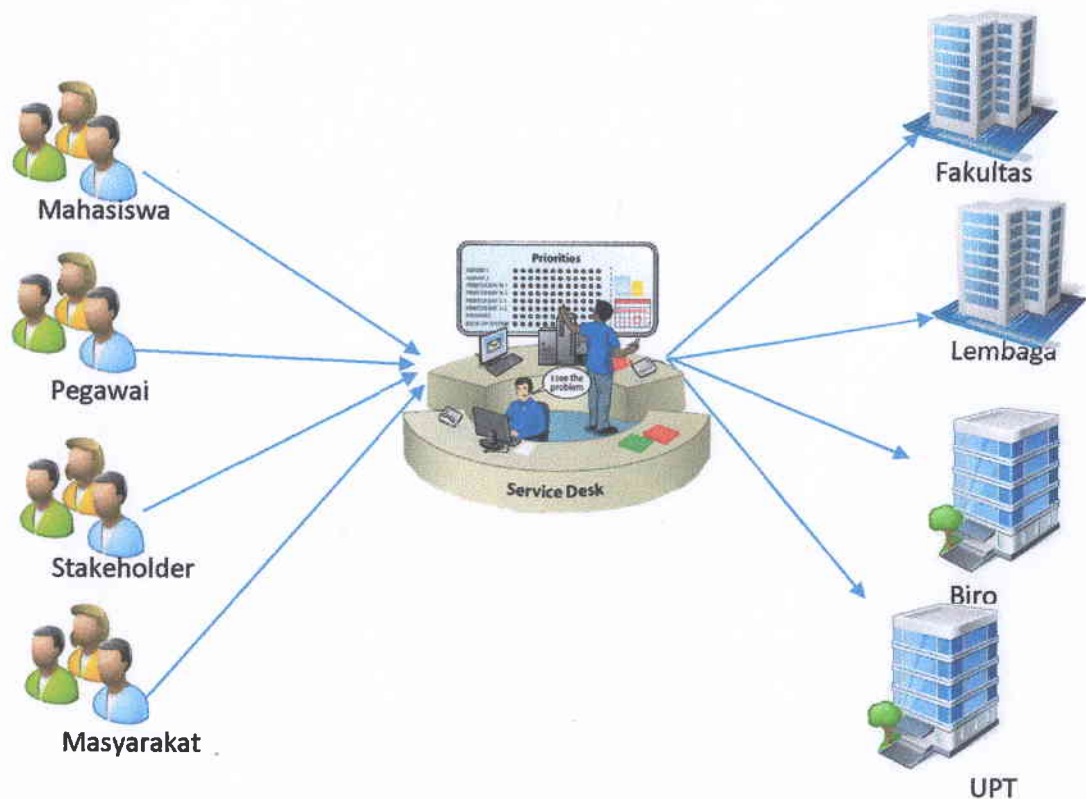 Mahasiswa
Pegawai
Stakeholder
Masyarakat
Priorities
I see the
problem
Service Desk
Fakultas
Lembaga
Biro
UPT